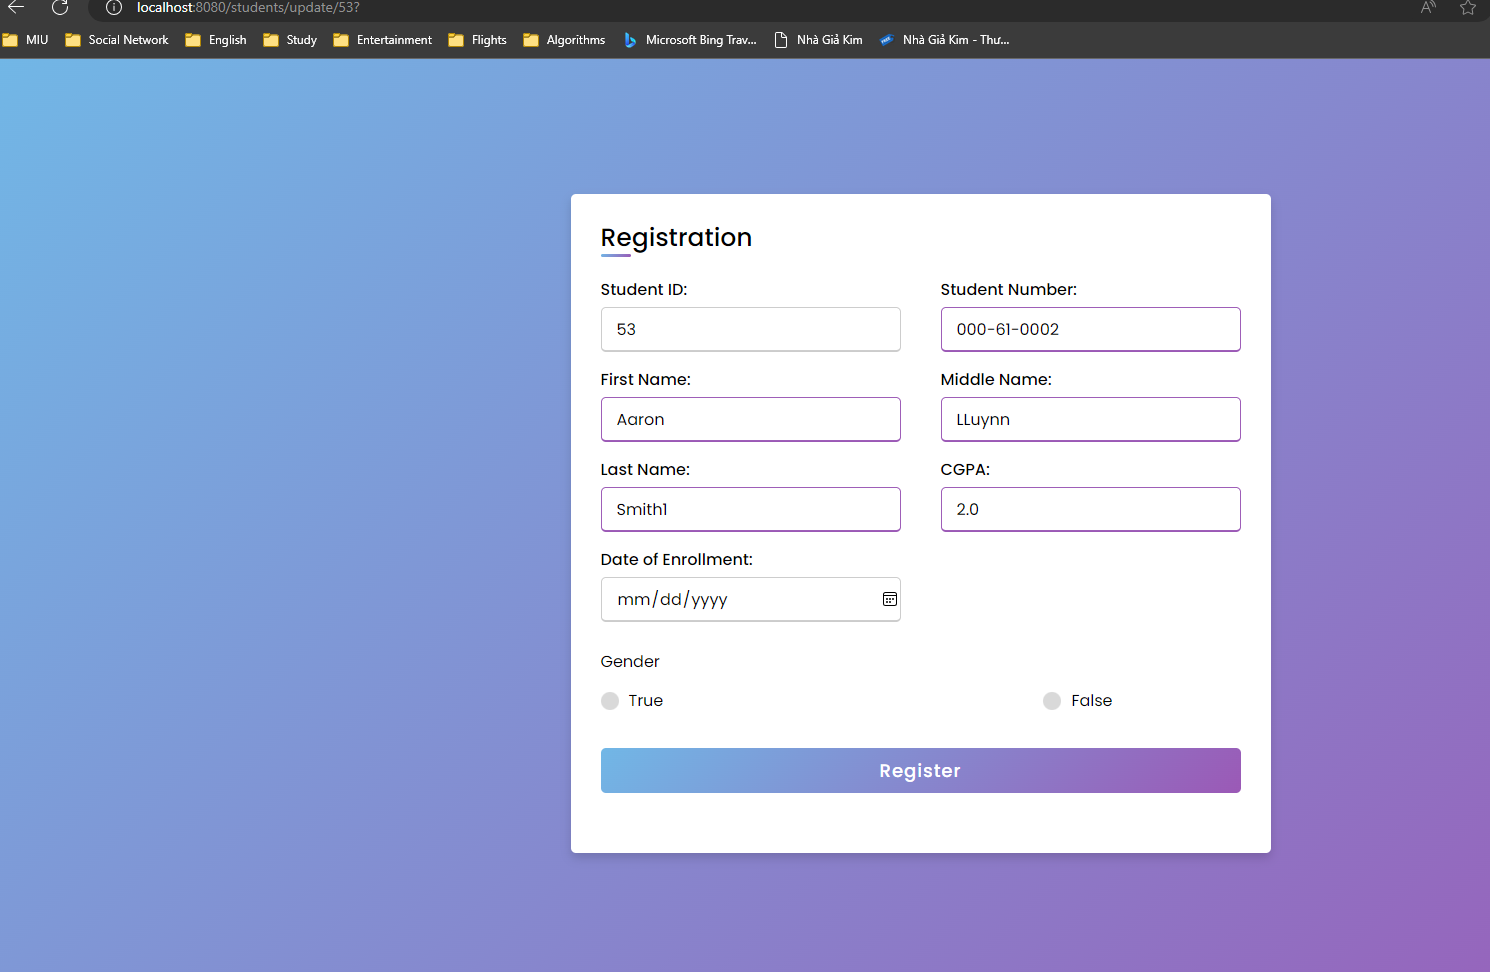 localhost:8080/students/update/53?
MIU Social Network English Study Entertainment Flights Algorithms Microsoft Bing Trav... Nhà Giả Kim Nhà Giả Kim - Thư...
Registration
Student ID: Student Number:
53 000-61-0002
First Name: Middle Name:
Aaron LLuynn
Last Name: CGPA:
Smith1 2.0
Date of Enrollment:
mm/dd/yyyy
Gender
True False
Register